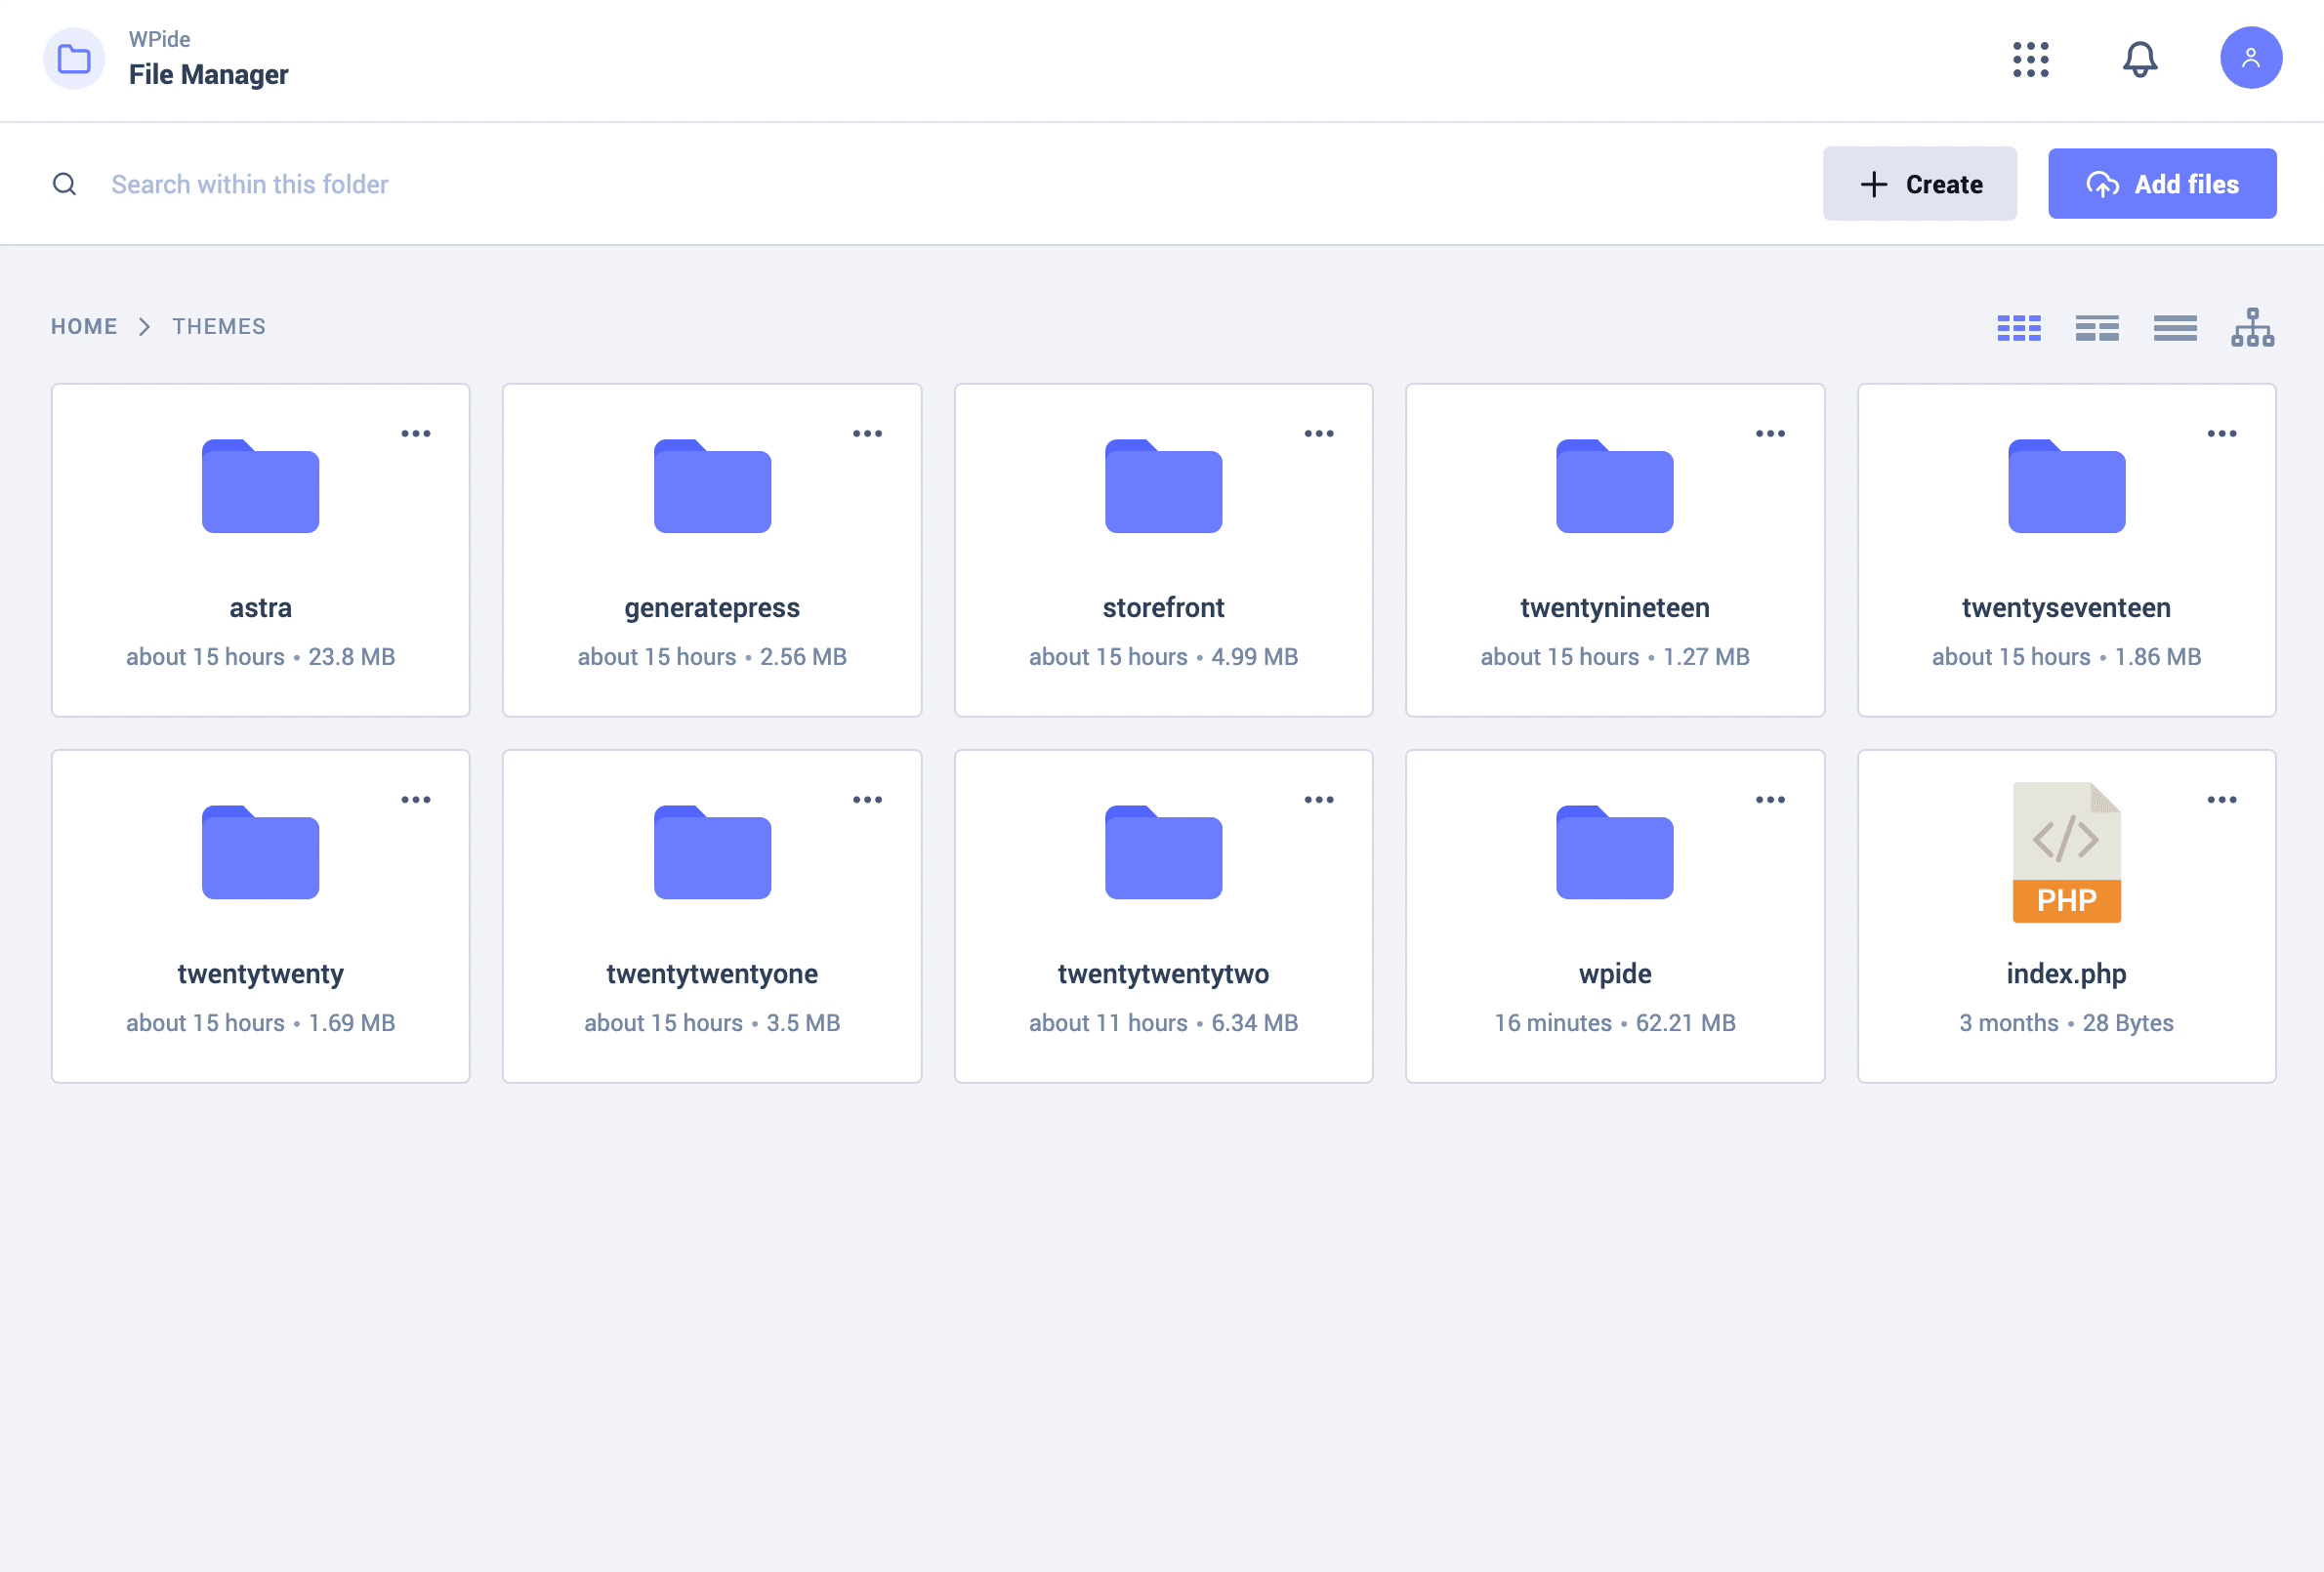 WPide
File Manager
Search within this folder
Create
Add files
HOME
THEMES
astra
about 15 hours • 23.8 MB
generatepress
about 15 hours • 2.56 MB
storefront
about 15 hours • 4.99 MB
twentynineteen
about 15 hours • 1.27 MB
twentyseventeen
about 15 hours • 1.86 MB
twentytwenty
about 15 hours • 1.69 MB
twentytwentyone
about 15 hours • 3.5 MB
twentytwentytwo
about 11 hours • 6.34 MB
wpide
16 minutes • 62.21 MB
PHP
index.php
3 months • 28 Bytes